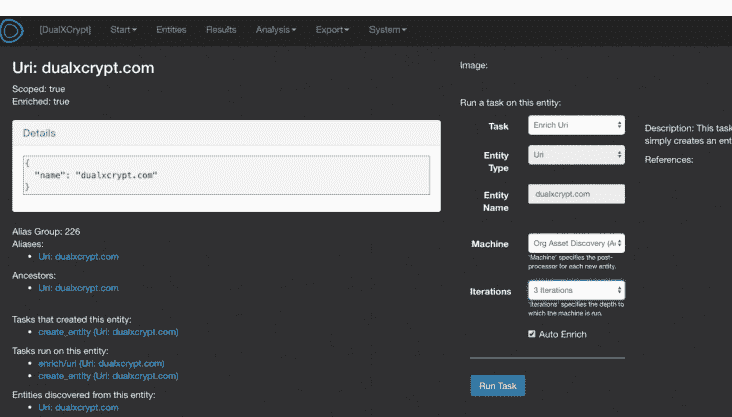 [DualXCrypt] Start Entities Results Analysis Export System
Uri: dualxcrypt.com
Scoped: true
Enriched: true
Details
{
"name": "dualxcrypt.com"
}
Alias Group: 226
Aliases:
Uri: dualxcrypt.com
Ancestors:
Uri: dualxcrypt.com
Tasks that created this entity:
create_entity (Uri: dualxcrypt.com)
Tasks run on this entity:
enrich/uri (Uri: dualxcrypt.com)
create_entity (Uri: dualxcrypt.com)
Entities discovered from this entity:
Uri: dualxcrypt.com
Image:
Run a task on this entity:
Task Enrich Uri
Entity Type Uri
Entity Name dualxcrypt.com
Machine Org Asset Discovery (Ac
'Machine' specifies the post-
processor for each new entity.
Iterations 3 Iterations
'Iterations' specifies the depth to
which the machine is run.
Auto Enrich
Run Task
Description: This task
simply creates an ent
References: